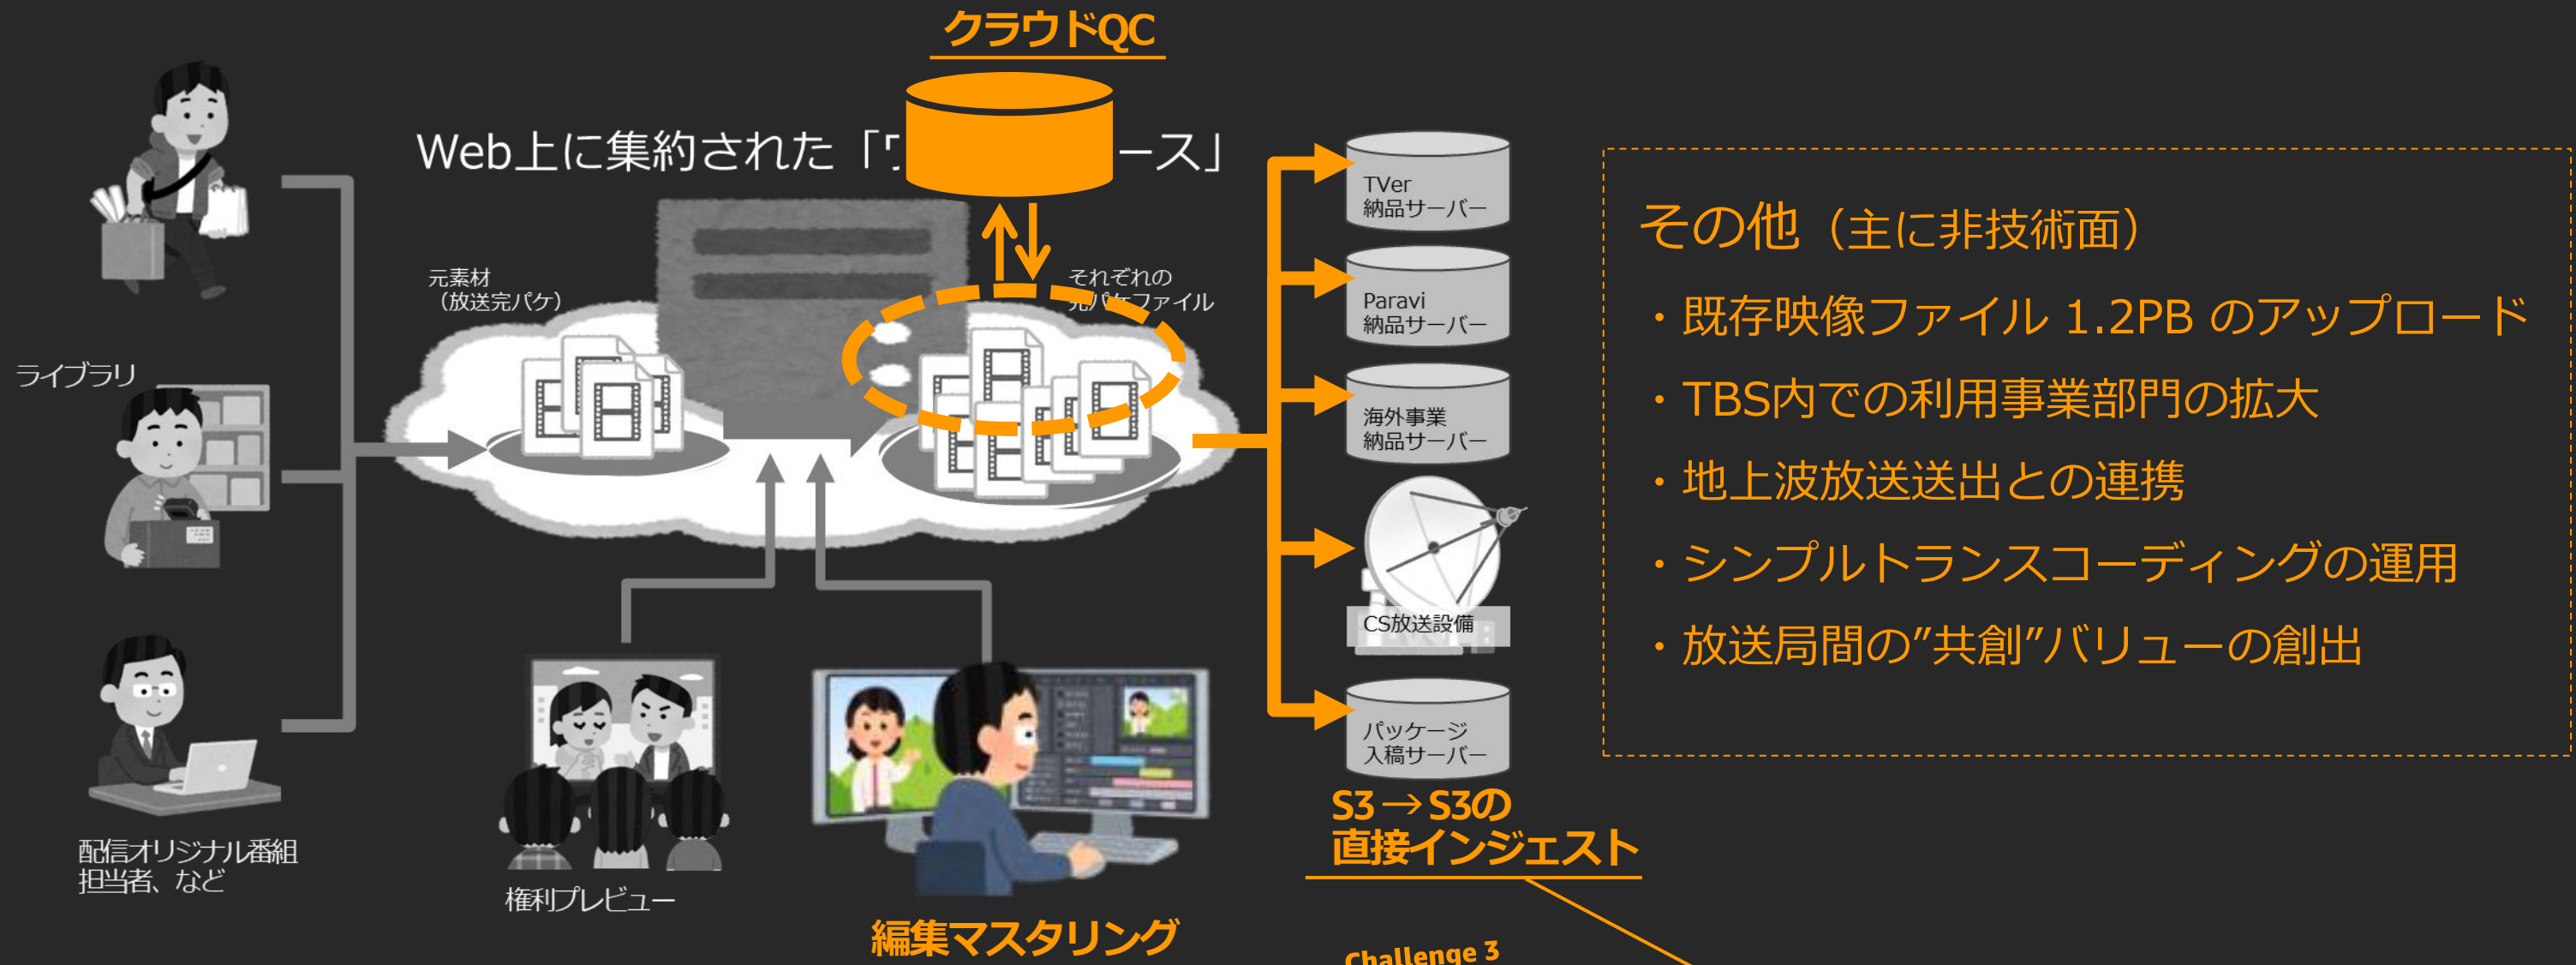 クラウドQC
Web上に集約された「
ース」
元素材
（放送完パケ）
それぞれの
完パケファイル
ライブラリ
配信オリジナル番組
担当者、など
権利プレビュー
編集マスタリング
TVer
納品サーバー
Paravi
納品サーバー
海外事業
納品サーバー
CS放送設備
パッケージ
入稿サーバー
S3→S3の
直接インジェスト
Challenge 3
その他（主に非技術面）
・既存映像ファイル 1.2PB のアップロード
・TBS内での利用事業部門の拡大
・地上波放送送出との連携
・シンプルトランスコーディングの運用
・放送局間の”共創”バリューの創出